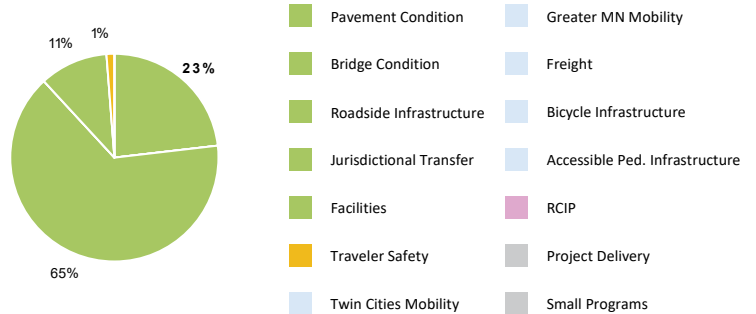 1%
11%
23%
65%
Pavement Condition
Bridge Condition
Roadside Infrastructure
Jurisdictional Transfer
Facilities
Traveler Safety
Twin Cities Mobility
Greater MN Mobility
Freight
Bicycle Infrastructure
Accessible Ped. Infrastructure
RCIP
Project Delivery
Small Programs